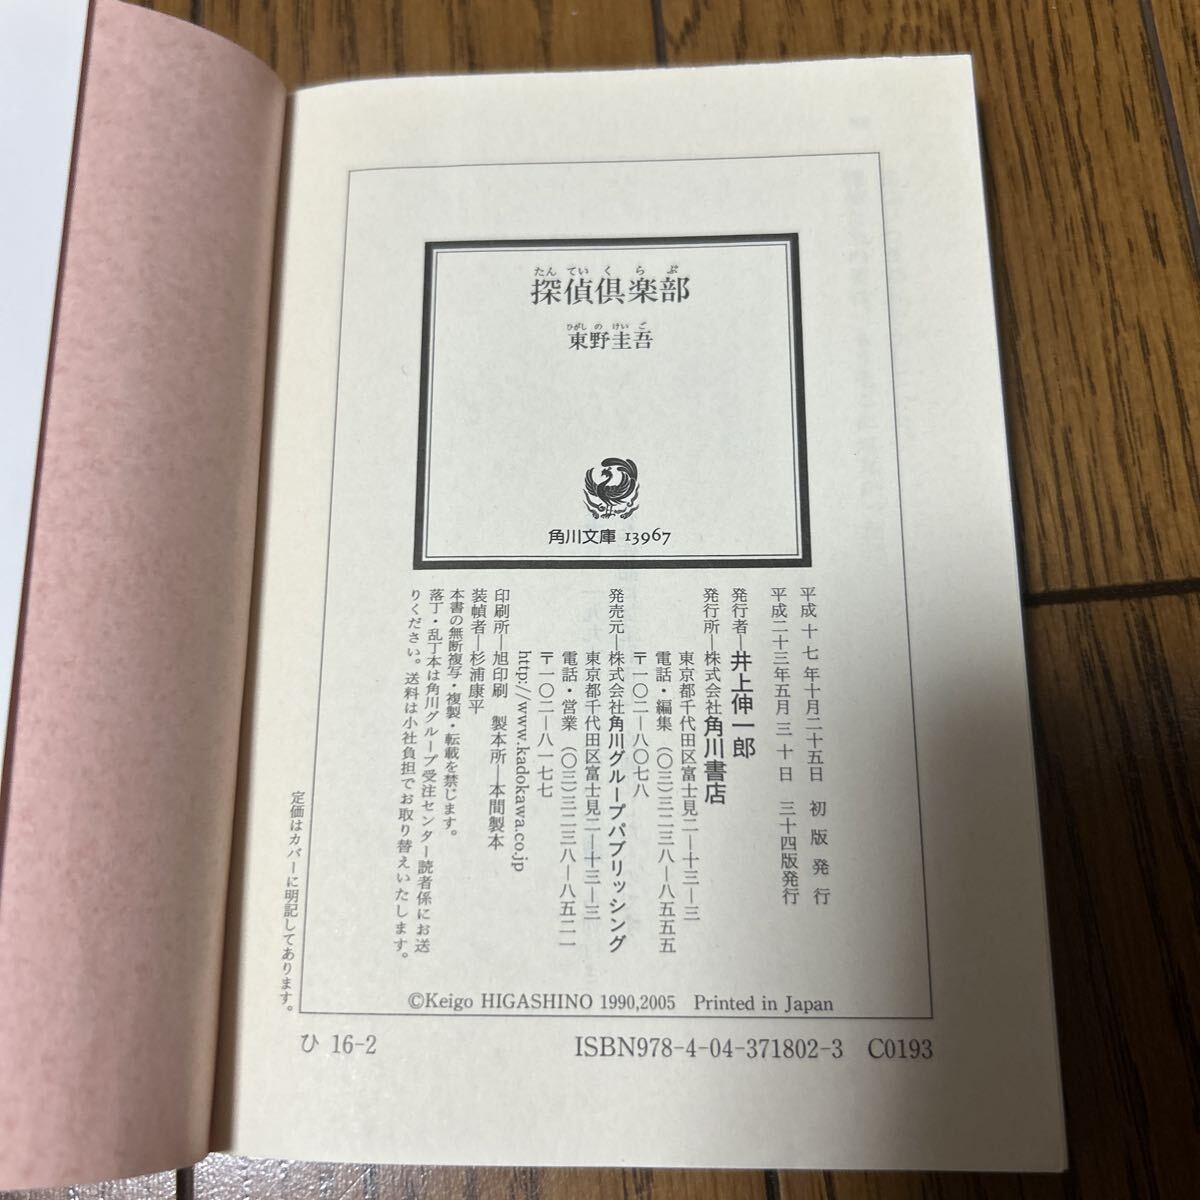 たんていくらぶ
探偵倶楽部
ひがしのけいご
東野圭吾
角川文庫 13967
平成十七年十月二十五日 初版発行
平成二十三年五月三十日 三十四版発行
発行者―井上伸一郎
発行所―株式会社角川書店
東京都千代田区富士見二―十三―三
電話・編集 (〇三)三二三八―八五五五
〒一〇二―八〇七八
発売元―株式会社角川グループパブリッシング
東京都千代田区富士見二―十三―三
電話・営業 (〇三)三二三八―八五二一
〒一〇二―八一七七
http://www.kadokawa.co.jp
印刷所―旭印刷 製本所―本間製本
装幀者―杉浦康平
本書の無断複写・複製・転載を禁じます。
落丁・乱丁本は角川グループ受注センター読者係にお送
りください。送料は小社負担でお取り替えいたします。
定価はカバーに明記してあります。
©Keigo HIGASHINO 1990,2005 Printed in Japan
ひ 16-2
ISBN978-4-04-371802-3 C0193